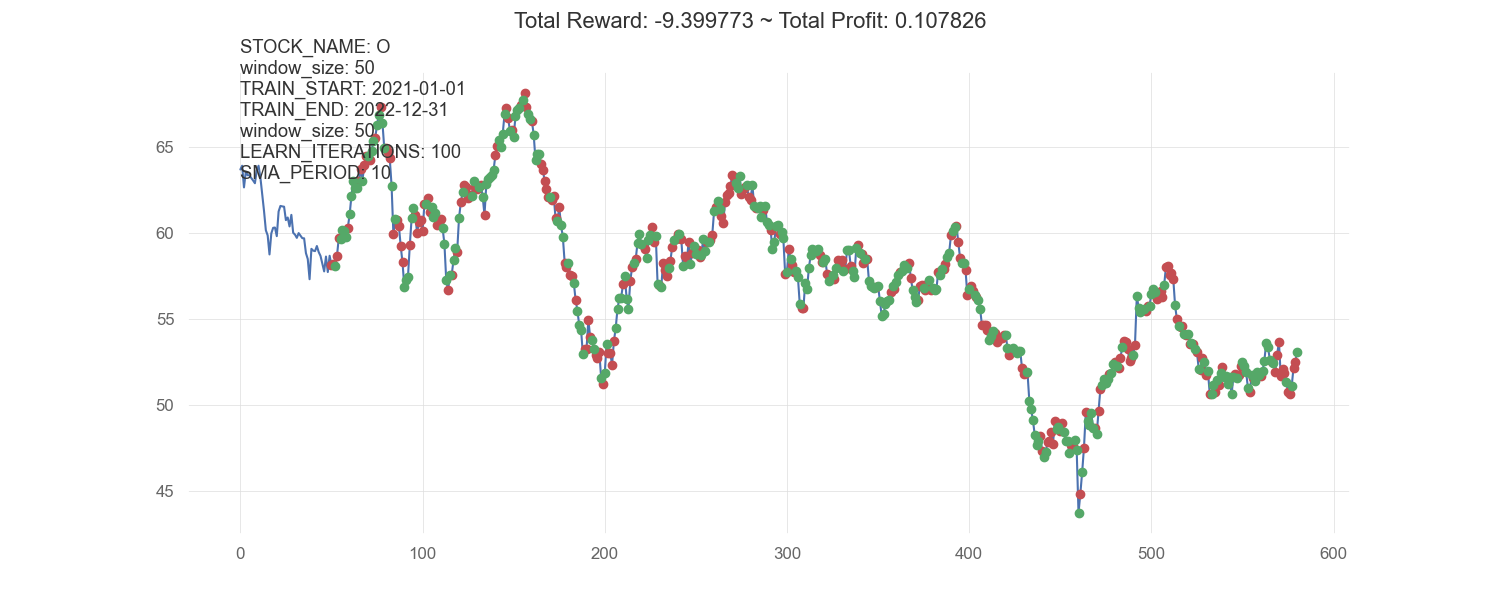 Total Reward: -9.399773 ~ Total Profit: 0.107826
STOCK_NAME: O
window_size: 50
TRAIN_START: 2021-01-01
TRAIN_END: 2022-12-31
window_size: 50
LEARN_ITERATIONS: 100
SMA_PERIOD: 10
65
60
55
50
45
0 100 200 300 400 500 600